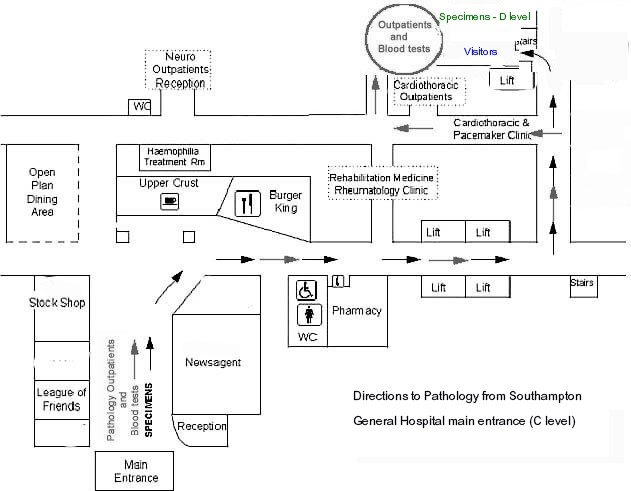 Outpatients
and
Blood tests
Specimens - D level
Visitors
Stairs
Lift
Neuro
Outpatients
Reception
WC
Cardiothoracic
Outpatients
Cardiothoracic &
Pacemaker Clinic
Haemophilia
Treatment Rm
Open
Plan
Dining
Area
Upper Crust
Burger
King
Rehabilitation Medicine
Rheumatology Clinic
Lift
Lift
Lift
Lift
Stairs
Stock Shop
WC
Pharmacy
Newsagent
League of
Friends
Pathology Outpatients
and
Blood tests
SPECIMENS
Reception
Main
Entrance
Directions to Pathology from Southampton
General Hospital main entrance (C level)